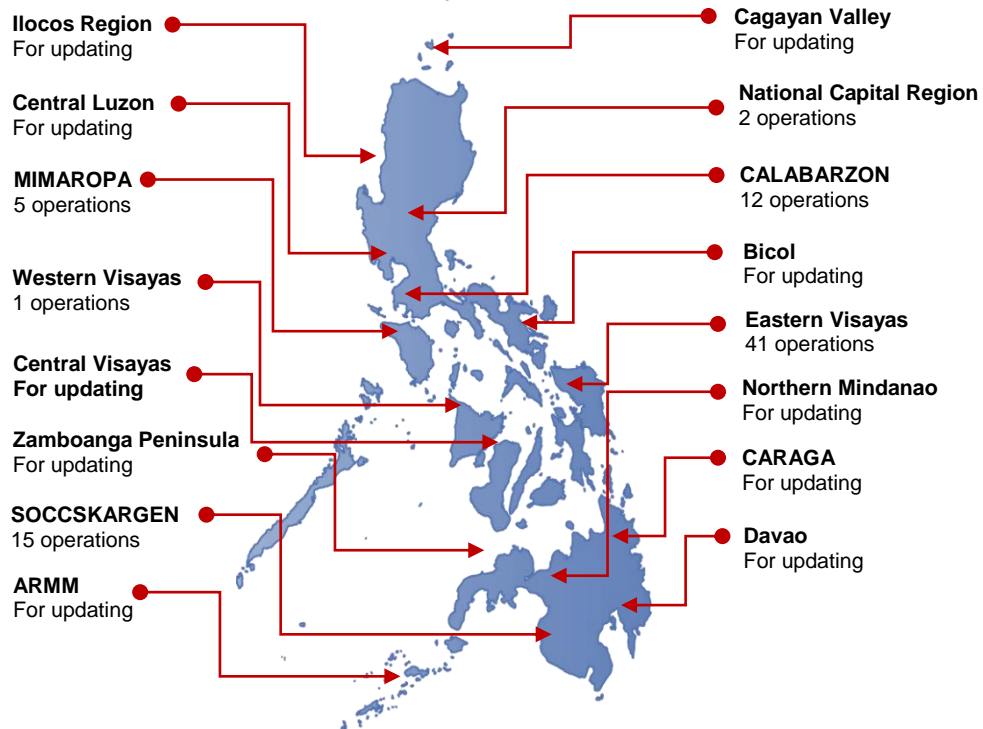 Ilocos Region
For updating
Central Luzon
For updating
MIMAROPA
5 operations
Western Visayas
1 operations
Central Visayas
For updating
Zamboanga Peninsula
For updating
SOCCSKARGEN
15 operations
ARMM
For updating
Cagayan Valley
For updating
National Capital Region
2 operations
CALABARZON
12 operations
Bicol
For updating
Eastern Visayas
41 operations
Northern Mindanao
For updating
CARAGA
For updating
Davao
For updating